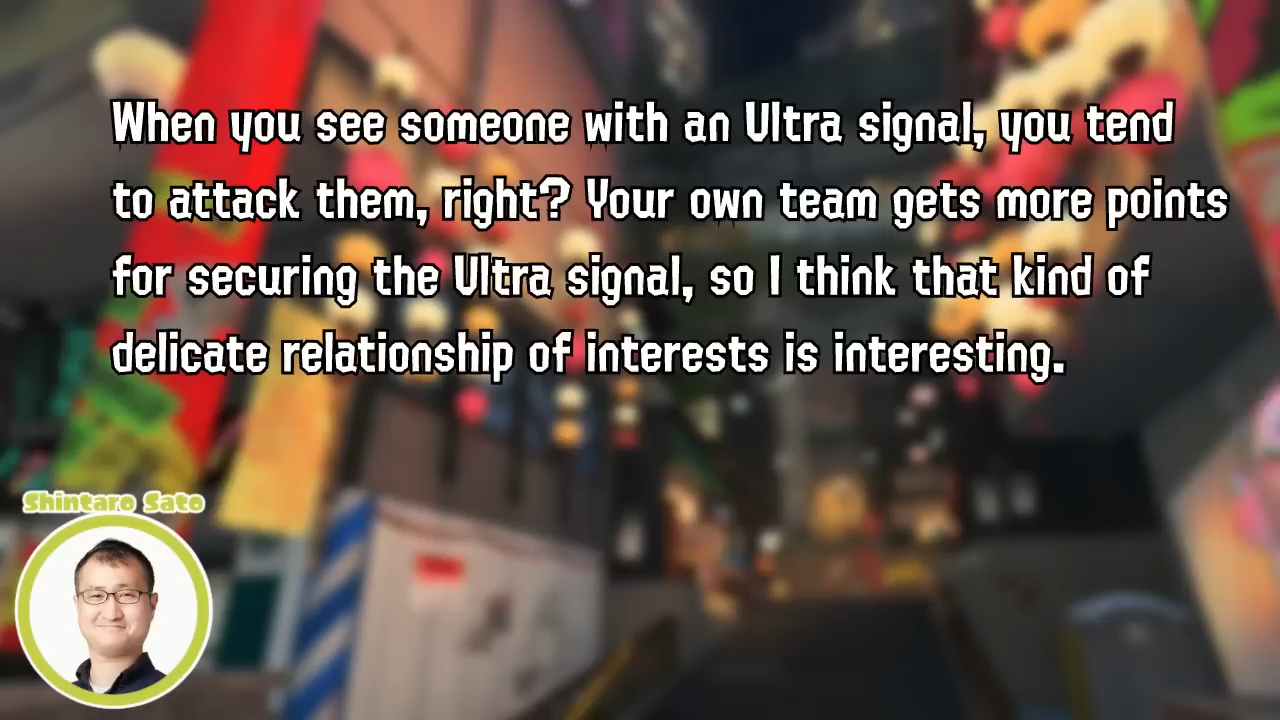 When you see someone with an Ultra signal, you tend
to attack them, right? Your own team gets more points
for securing the Ultra signal, so I think that kind of
delicate relationship of interests is interesting.
Shintaro Sato